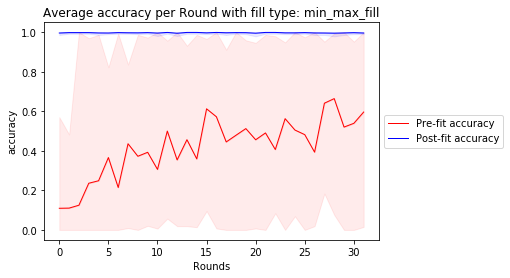 Average accuracy per Round with fill type: min_max_fill
accuracy
1.0
0.8
0.6
0.4
0.2
0.0
0 5 10 15 20 25 30
Rounds
Pre-fit accuracy
Post-fit accuracy